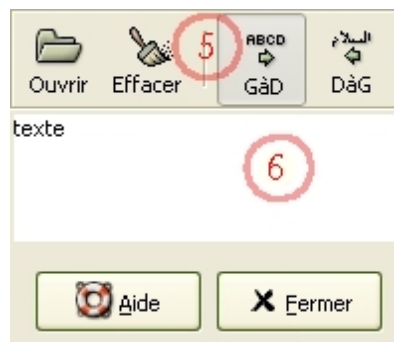 5 ABCD السلام
Ouvrir Effacer GàD DàG
texte
6
Aide Fermer